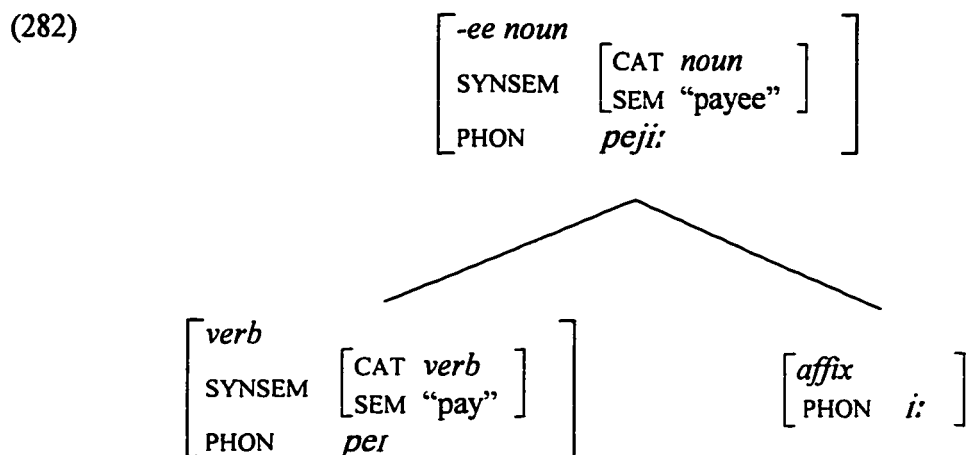 (282)
-ee noun
SYNSEM CAT noun
SEM “payee”
PHON peji:
verb
SYNSEM CAT verb
SEM “pay”
PHON peɪ
affix
PHON i: